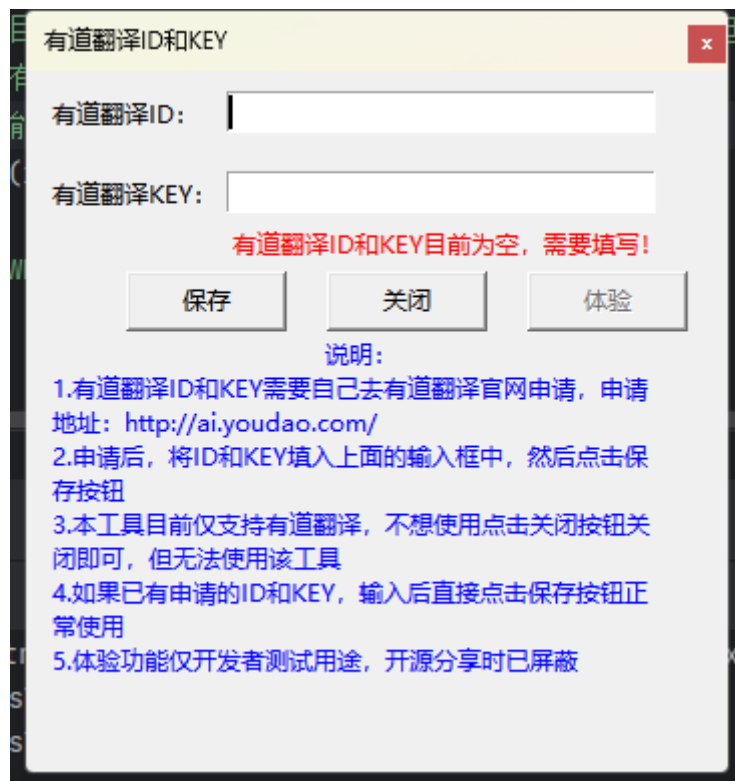 有道翻译ID和KEY
x
有道翻译ID：
有道翻译KEY：
有道翻译ID和KEY目前为空，需要填写！
保存
关闭
体验
说明：
1.有道翻译ID和KEY需要自己去有道翻译官网申请，申请
地址：http://ai.youdao.com/
2.申请后，将ID和KEY填入上面的输入框中，然后点击保
存按钮
3.本工具目前仅支持有道翻译，不想使用点击关闭按钮关
闭即可，但无法使用该工具
4.如果已有申请的ID和KEY，输入后直接点击保存按钮正
常使用
5.体验功能仅开发者测试用途，开源分享时已屏蔽